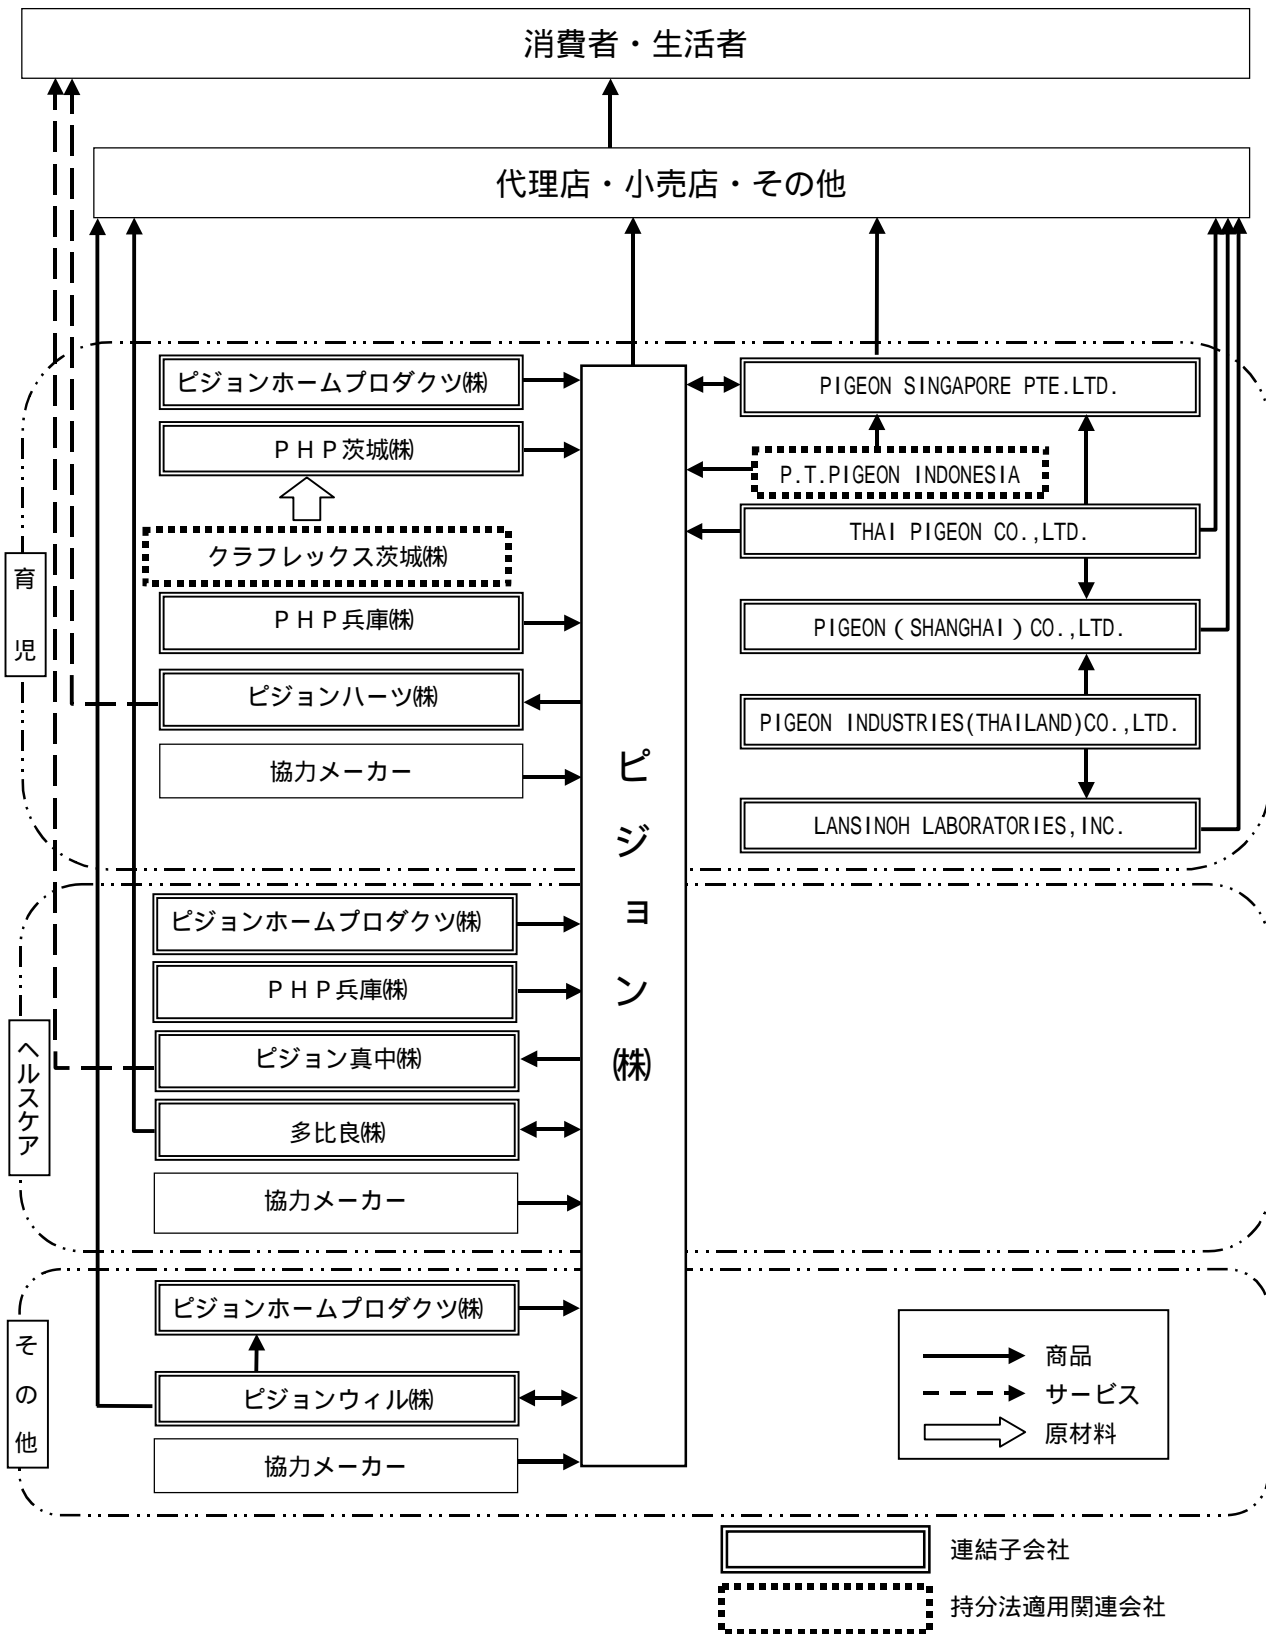 消費者・生活者
代理店・小売店・その他
育児
ピジョンホームプロダクツ㈱
ＰＨＰ茨城㈱
クラフレックス茨城㈱
ＰＨＰ兵庫㈱
ピジョンハーツ㈱
協力メーカー
ピジョン㈱
PIGEON SINGAPORE PTE.LTD.
P.T.PIGEON INDONESIA
THAI PIGEON CO.,LTD.
PIGEON（SHANGHAI）CO.,LTD.
PIGEON INDUSTRIES(THAILAND)CO.,LTD.
LANSINOH LABORATORIES,INC.
ヘルスケア
ピジョンホームプロダクツ㈱
ＰＨＰ兵庫㈱
ピジョン真中㈱
多比良㈱
協力メーカー
その他
ピジョンホームプロダクツ㈱
ピジョンウィル㈱
協力メーカー
商品
サービス
原材料
連結子会社
持分法適用関連会社